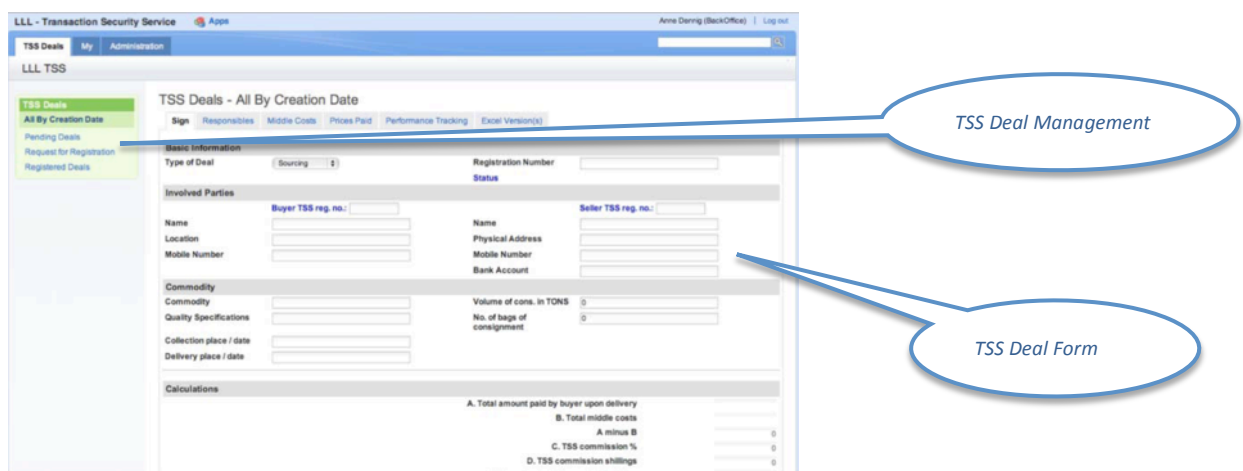 LLL - Transaction Security Service Apps Anne Dannig (BackOffice) | Log out
TSS Deals My Administration
LLL TSS
TSS Deals
All By Creation Date
Pending Deals
Request for Registration
Registered Deals
TSS Deals - All By Creation Date
Sign Responsibles Middle Costs Prices Paid Performance Tracking Excel Version(s)
Basic Information
Type of Deal Sourcing Registration Number
Status
Involved Parties
Buyer TSS reg. no.: Seller TSS reg. no.:
Name Name
Location Physical Address
Mobile Number Mobile Number
Bank Account
Commodity
Commodity Volume of cons. in TONS 0
Quality Specifications No. of bags of consignment 0
Collection place / date
Delivery place / date
Calculations
A. Total amount paid by buyer upon delivery
B. Total middle costs
A minus B 0
C. TSS commission % 0
D. TSS commission shillings 0
TSS Deal Management
TSS Deal Form